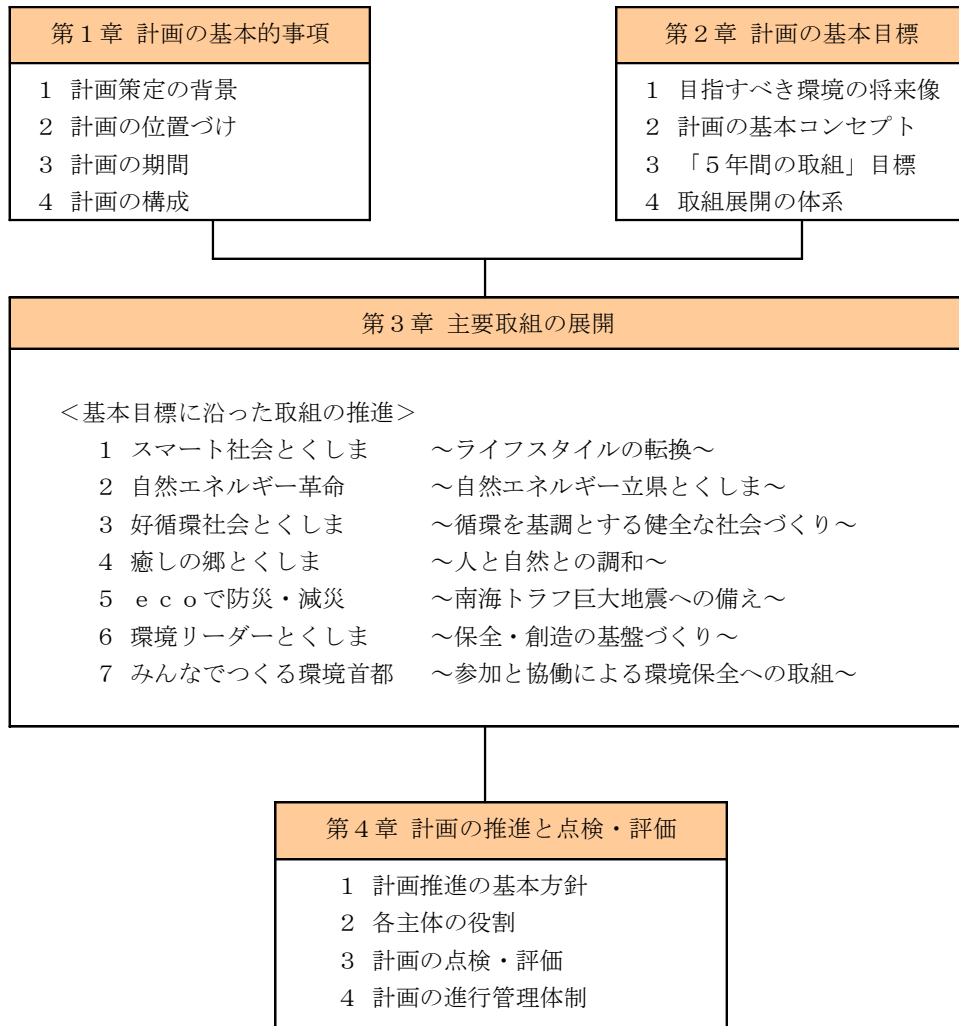 第１章 計画の基本的事項
１ 計画策定の背景
２ 計画の位置づけ
３ 計画の期間
４ 計画の構成
第２章 計画の基本目標
１ 目指すべき環境の将来像
２ 計画の基本コンセプト
３ 「５年間の取組」目標
４ 取組展開の体系
第３章 主要取組の展開
＜基本目標に沿った取組の推進＞
１ スマート社会とくしま ～ライフスタイルの転換～
２ 自然エネルギー革命 ～自然エネルギー立県とくしま～
３ 好循環社会とくしま ～循環を基調とする健全な社会づくり～
４ 癒しの郷とくしま ～人と自然との調和～
５ ｅｃｏで防災・減災 ～南海トラフ巨大地震への備え～
６ 環境リーダーとくしま ～保全・創造の基盤づくり～
７ みんなでつくる環境首都 ～参加と協働による環境保全への取組～
第４章 計画の推進と点検・評価
１ 計画推進の基本方針
２ 各主体の役割
３ 計画の点検・評価
４ 計画の進行管理体制